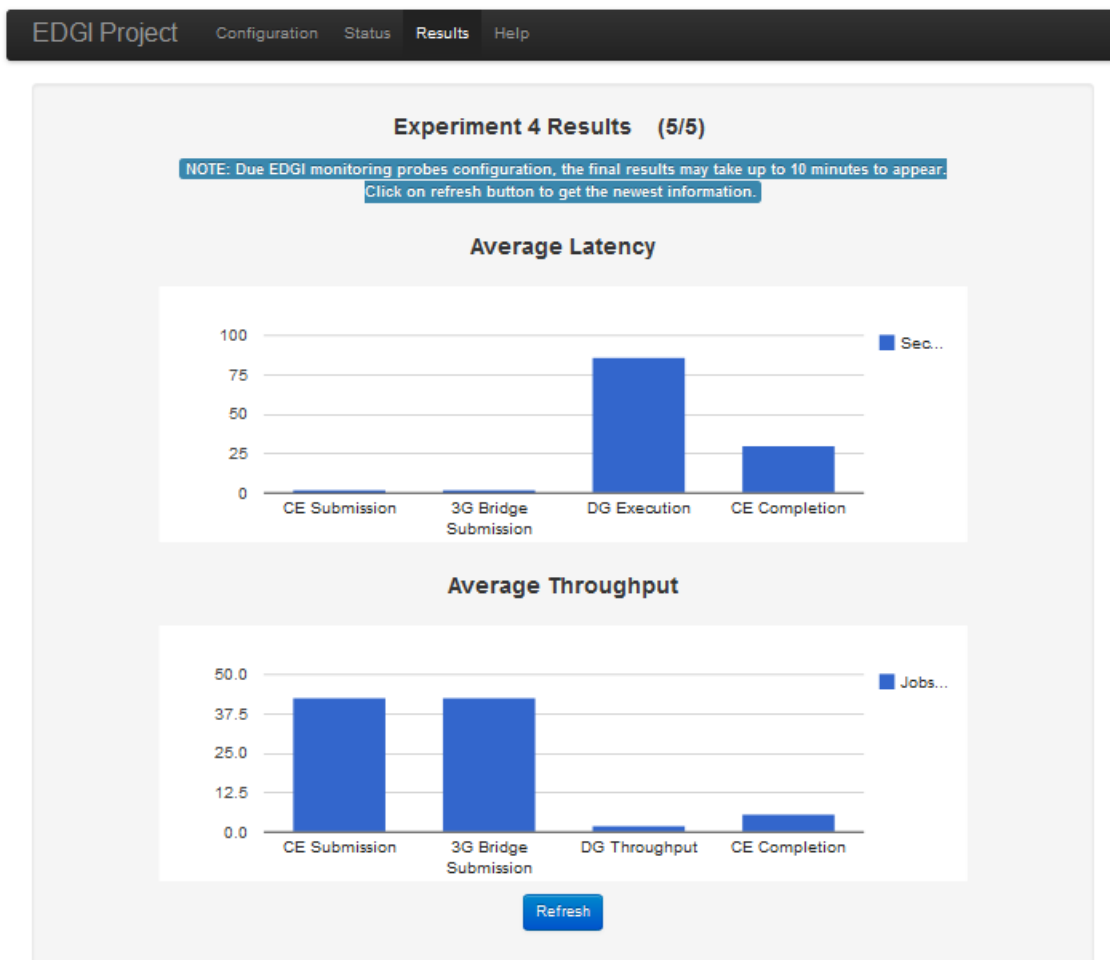 EDGI Project Configuration Status Results Help
Experiment 4 Results (5/5)
NOTE: Due EDGI monitoring probes configuration, the final results may take up to 10 minutes to appear.
Click on refresh button to get the newest information.
Average Latency
100
75
50
25
0
Sec...
CE Submission
3G Bridge
Submission
DG Execution
CE Completion
Average Throughput
50.0
37.5
25.0
12.5
0.0
Jobs...
CE Submission
3G Bridge
Submission
DG Throughput
CE Completion
Refresh